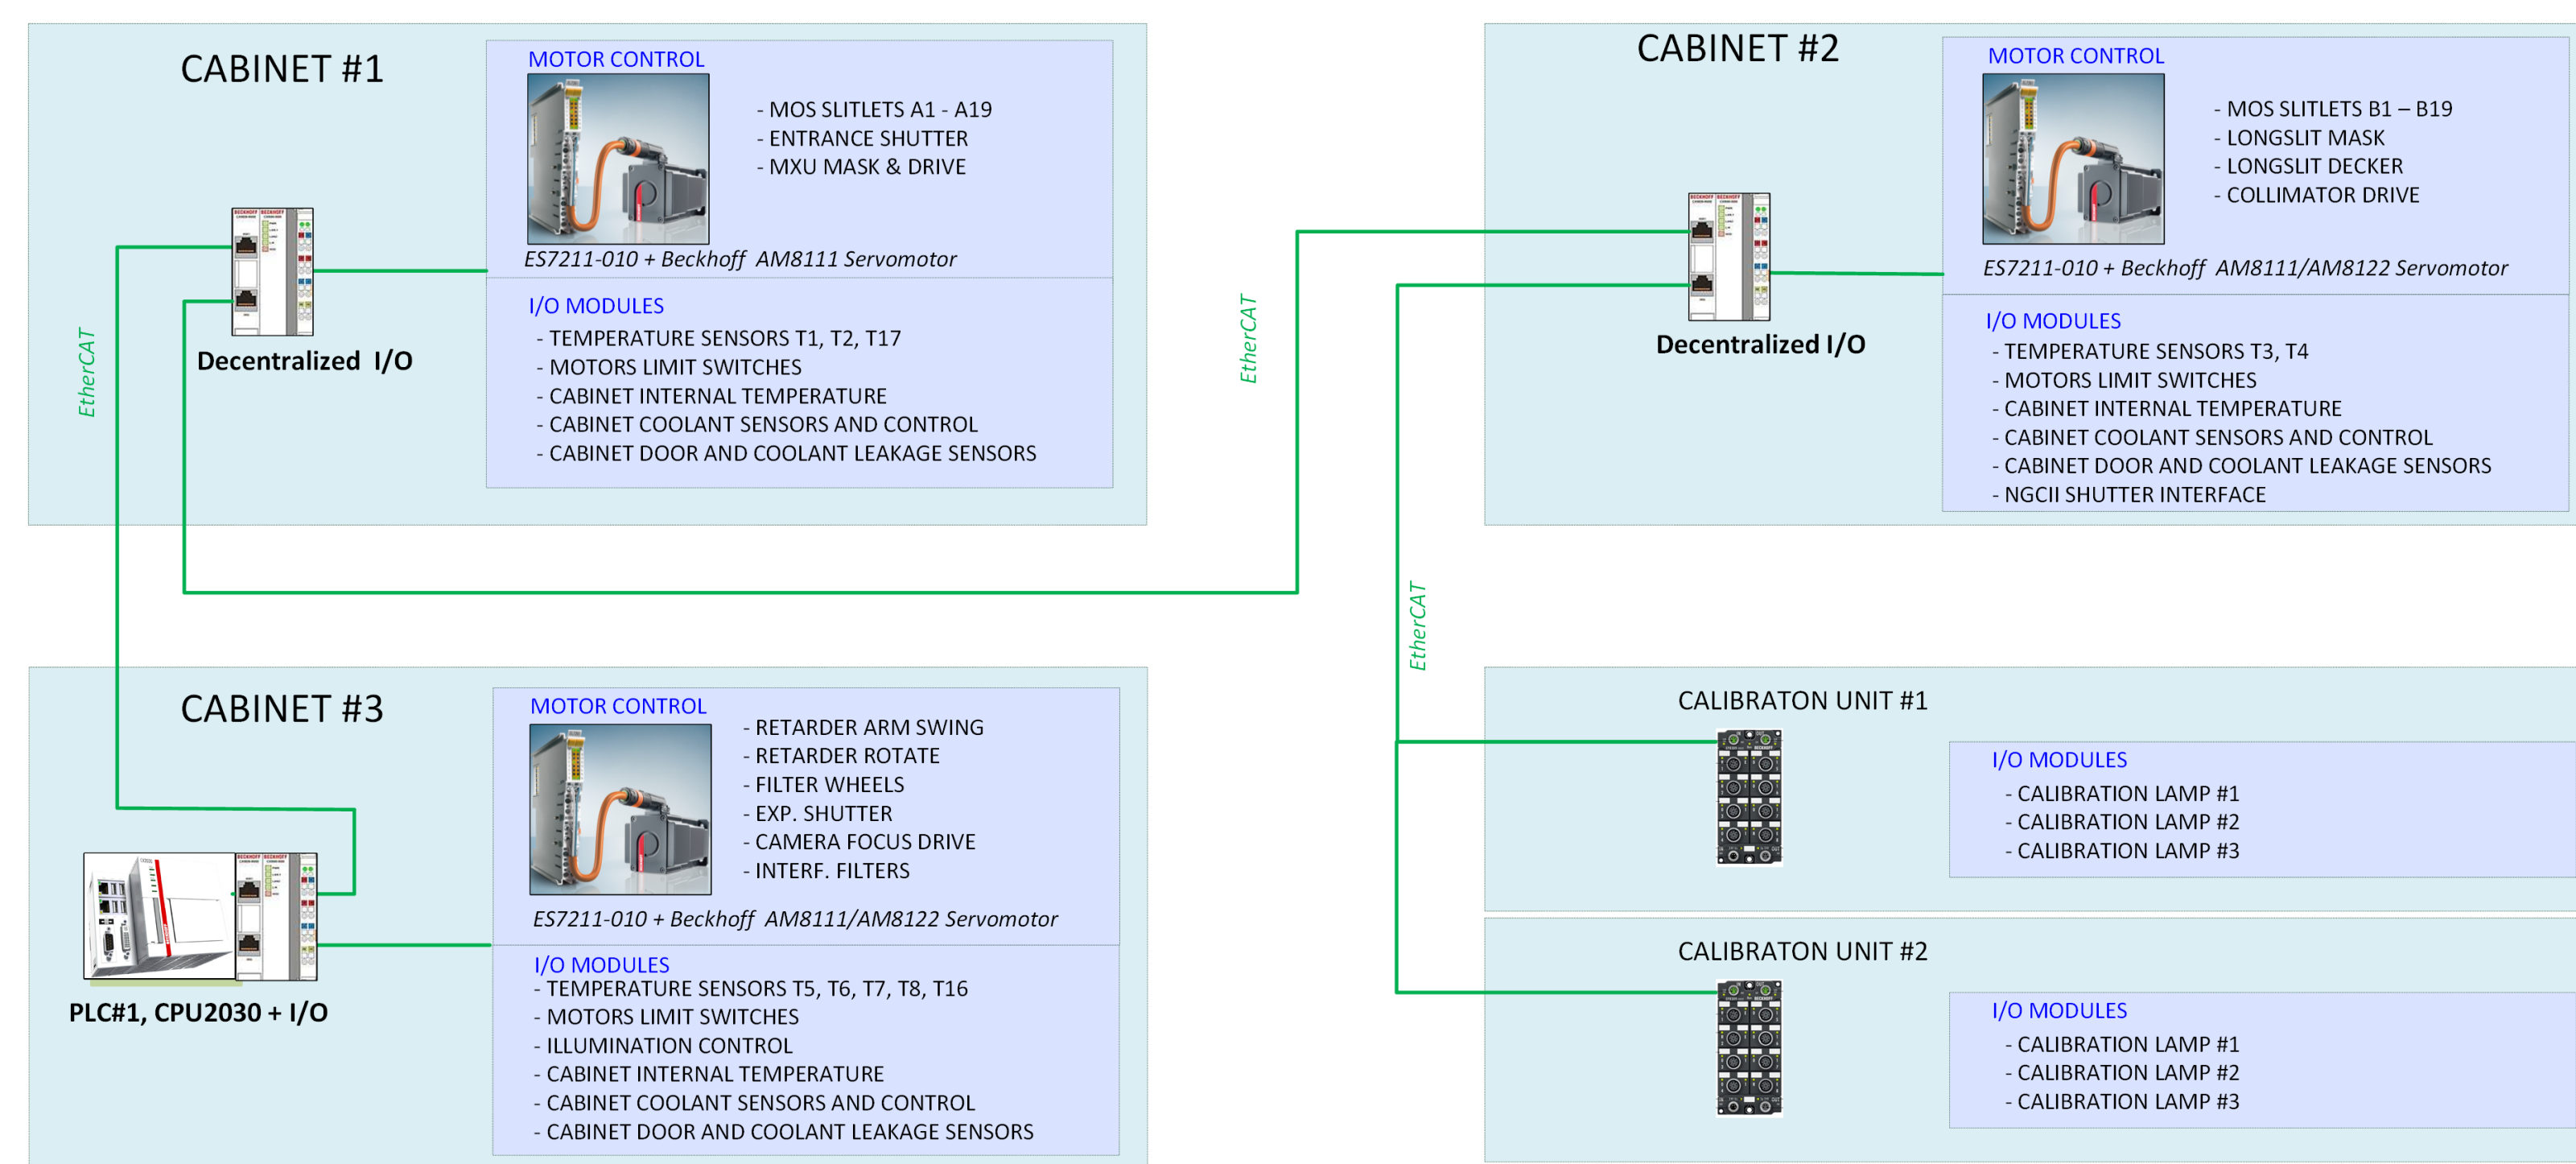 CABINET #1
MOTOR CONTROL
- MOS SLITLETS A1 - A19
- ENTRANCE SHUTTER
- MXU MASK & DRIVE
ES7211-010 + Beckhoff  AM8111 Servomotor
BECKHOFF BECKHOFF
Decentralized  I/O
I/O MODULES
- TEMPERATURE SENSORS T1, T2, T17
- MOTORS LIMIT SWITCHES
- CABINET INTERNAL TEMPERATURE
- CABINET COOLANT SENSORS AND CONTROL
- CABINET DOOR AND COOLANT LEAKAGE SENSORS
EtherCAT
EtherCAT
CABINET #2
MOTOR CONTROL
- MOS SLITLETS B1 – B19
- LONGSLIT MASK
- LONGSLIT DECKER
- COLLIMATOR DRIVE
ES7211-010 + Beckhoff  AM8111/AM8122 Servomotor
BECKHOFF BECKHOFF
Decentralized I/O
I/O MODULES
- TEMPERATURE SENSORS T3, T4
- MOTORS LIMIT SWITCHES
- CABINET INTERNAL TEMPERATURE
- CABINET COOLANT SENSORS AND CONTROL
- CABINET DOOR AND COOLANT LEAKAGE SENSORS
- NGCII SHUTTER INTERFACE
EtherCAT
CABINET #3
MOTOR CONTROL
- RETARDER ARM SWING
- RETARDER ROTATE
- FILTER WHEELS
- EXP. SHUTTER
- CAMERA FOCUS DRIVE
- INTERF. FILTERS
ES7211-010 + Beckhoff  AM8111/AM8122 Servomotor
BECKHOFF BECKHOFF
PLC#1, CPU2030 + I/O
I/O MODULES
- TEMPERATURE SENSORS T5, T6, T7, T8, T16
- MOTORS LIMIT SWITCHES
- ILLUMINATION CONTROL
- CABINET INTERNAL TEMPERATURE
- CABINET COOLANT SENSORS AND CONTROL
- CABINET DOOR AND COOLANT LEAKAGE SENSORS
CALIBRATON UNIT #1
BECKHOFF
I/O MODULES
- CALIBRATION LAMP #1
- CALIBRATION LAMP #2
- CALIBRATION LAMP #3
CALIBRATON UNIT #2
BECKHOFF
I/O MODULES
- CALIBRATION LAMP #1
- CALIBRATION LAMP #2
- CALIBRATION LAMP #3